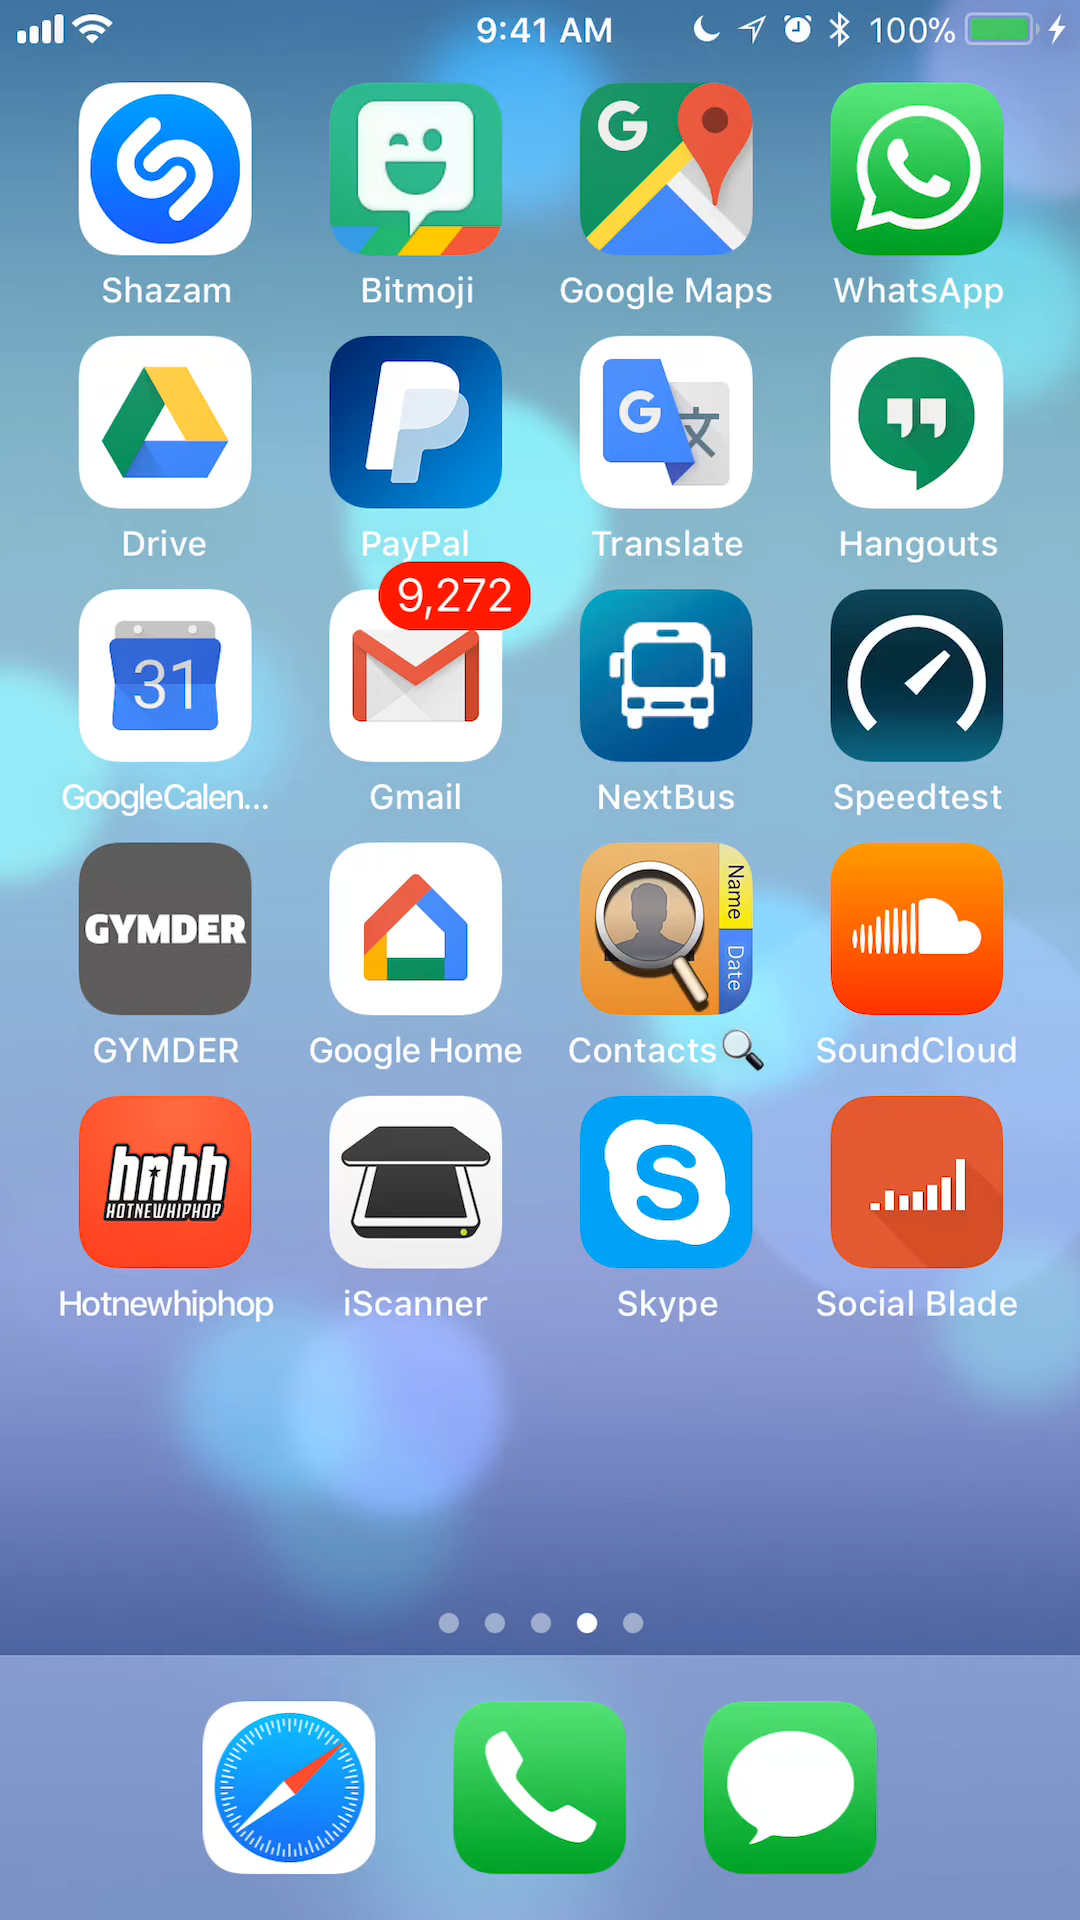 9:41 AM 100%
Shazam Bitmoji Google Maps WhatsApp
Drive PayPal Translate Hangouts
9,272
31
GoogleCalen... Gmail NextBus Speedtest
GYMDER Name Date
GYMDER Google Home Contacts🔍 SoundCloud
hnhh
HOTNEWHIPHOP
Hotnewhiphop iScanner Skype Social Blade